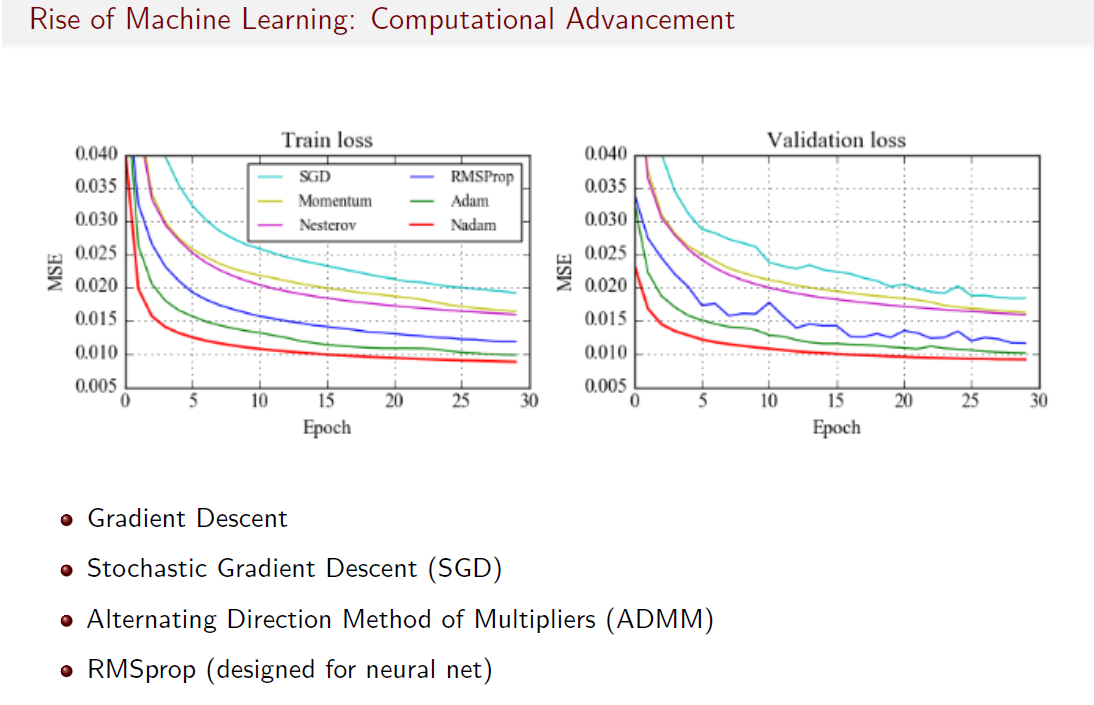 Rise of Machine Learning: Computational Advancement
Train loss
0.040
0.035
0.030
0.025
0.020
0.015
0.010
0.005
MSE
SGD
Momentum
Nesterov
RMSProp
Adam
Nadam
0 5 10 15 20 25 30
Epoch
Validation loss
0.040
0.035
0.030
0.025
0.020
0.015
0.010
0.005
MSE
0 5 10 15 20 25 30
Epoch
Gradient Descent
Stochastic Gradient Descent (SGD)
Alternating Direction Method of Multipliers (ADMM)
RMSprop (designed for neural net)